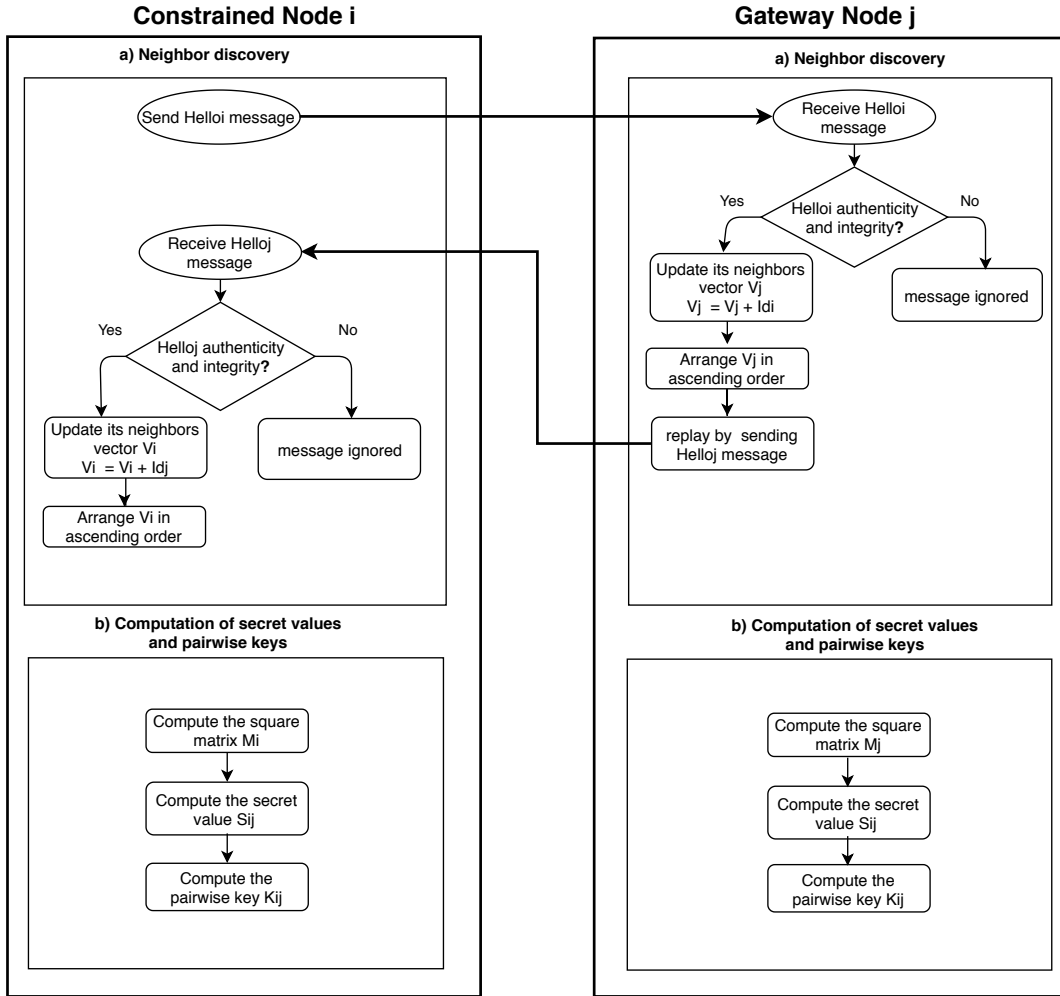 Constrained Node i
a) Neighbor discovery
Send Helloi message
Receive Helloj
message
Yes
No
Helloj authenticity
and integrity?
Update its neighbors
vector Vi
Vi = Vi + Idj
message ignored
Arrange Vi in
ascending order
b) Computation of secret values
and pairwise keys
Compute the square
matrix Mi
Compute the secret
value Sij
Compute the
pairwise key Kij
Gateway Node j
a) Neighbor discovery
Receive Helloi
message
Yes
No
Helloi authenticity
and integrity?
Update its neighbors
vector Vj
Vj = Vj + Idi
message ignored
Arrange Vj in
ascending order
replay by sending
Helloj message
b) Computation of secret values
and pairwise keys
Compute the square
matrix Mj
Compute the secret
value Sij
Compute the
pairwise key Kij